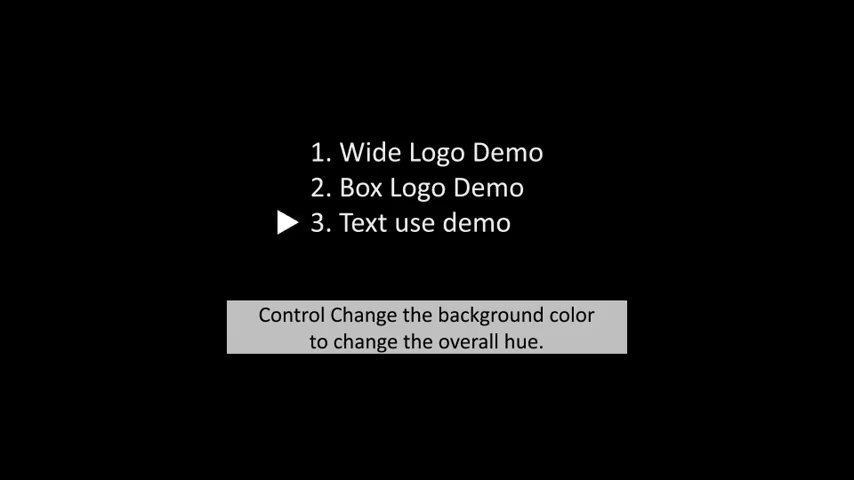 1. Wide Logo Demo
2. Box Logo Demo
3. Text use demo
Control Change the background color
to change the overall hue.